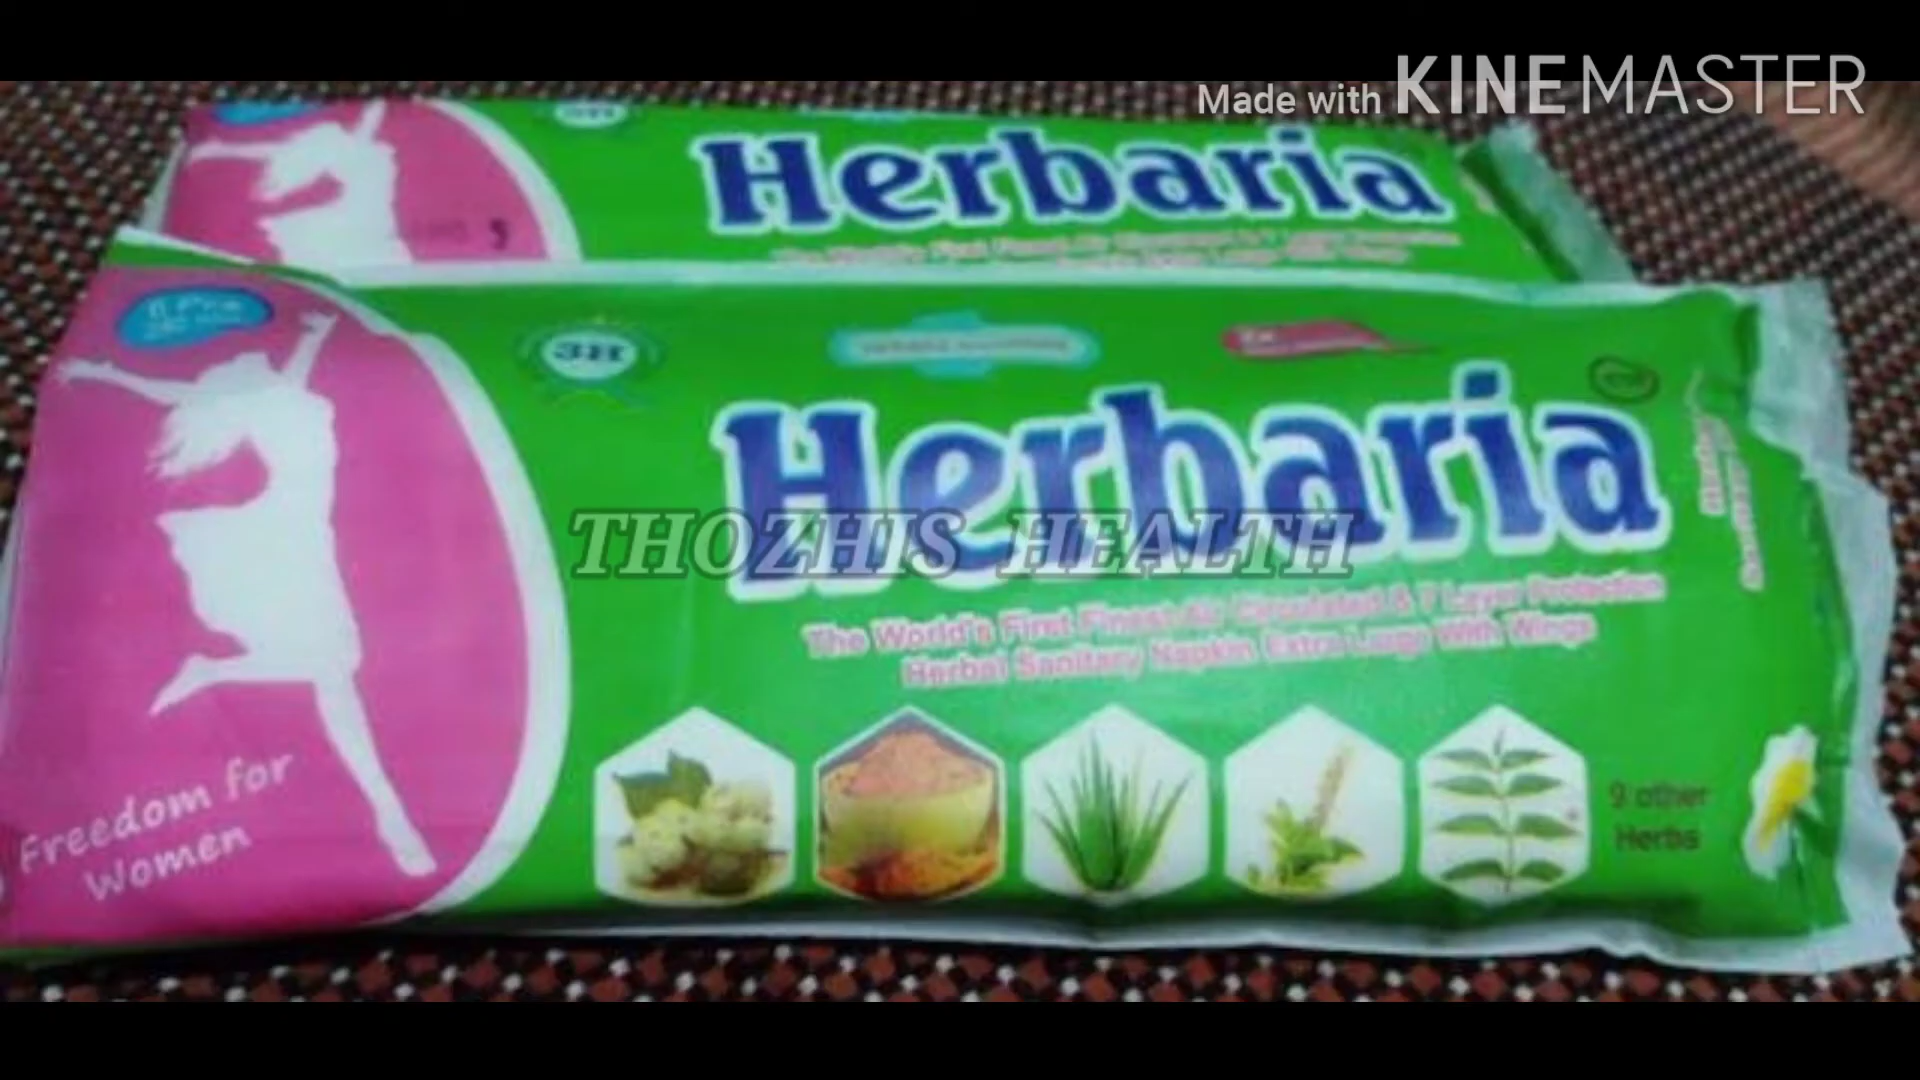 Made with KINEMASTER
Herbaria
3H
Herbaria
THOZHIS HEALTH
The World's First Finest Air Circulated & 7 Layer Protection
Herbal Sanitary Napkin Extra Large With Wings
Freedom for
Women
9 other
Herbs